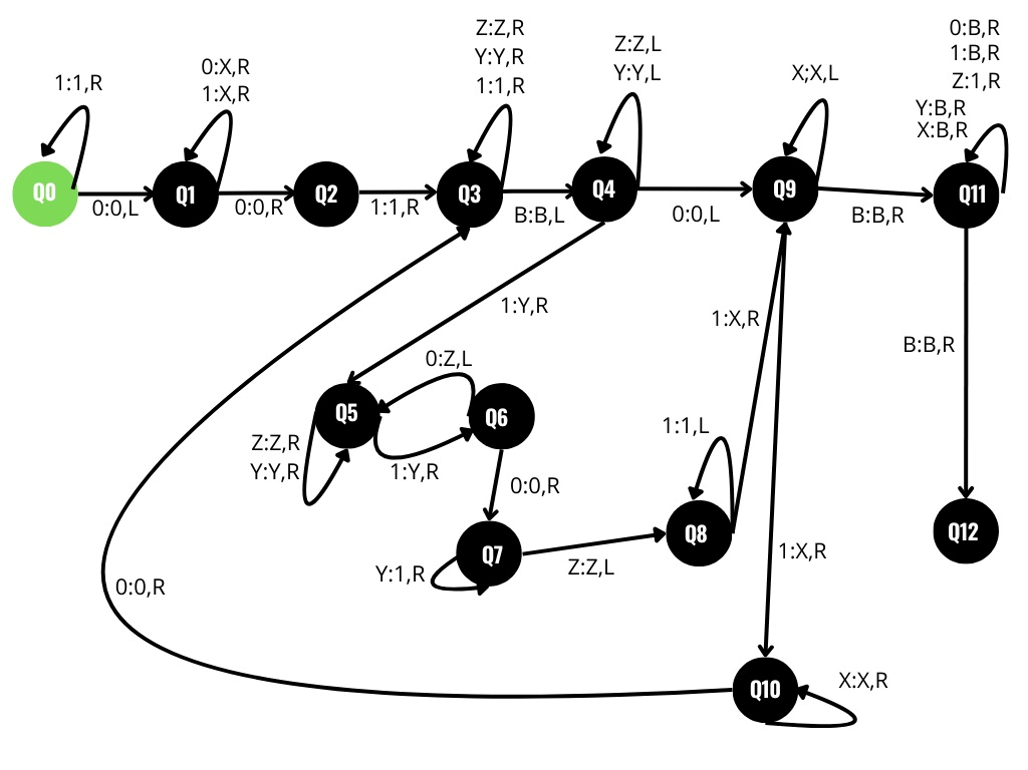 0:B,R
1:B,R
Z:1,R
Y:B,R
X:B,R
Z:Z,R
Y:Y,R
1:1,R
Z:Z,L
Y:Y,L
X;X,L
0:X,R
1:X,R
1:1,R
Q0
Q1
Q2
Q3
Q4
Q9
Q11
0:0,L
0:0,R
1:1,R
B:B,L
0:0,L
B:B,R
1:Y,R
1:X,R
B:B,R
0:Z,L
Q5
Q6
Z:Z,R
Y:Y,R
1:Y,R
1:1,L
0:0,R
Q7
Q8
Q12
Y:1,R
Z:Z,L
1:X,R
0:0,R
Q10
X:X,R